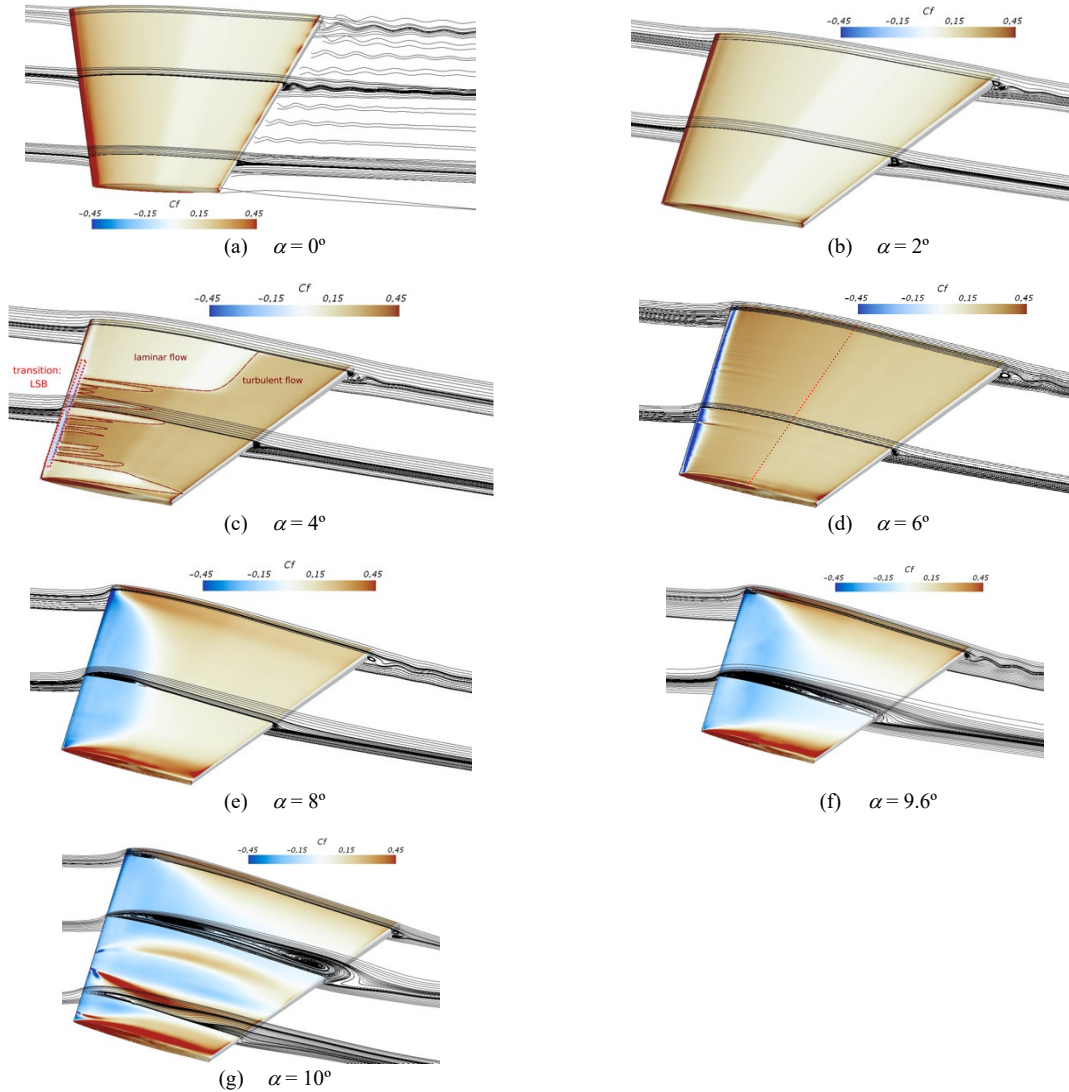 Cf
-0,45 -0,15 0,15 0,45
(a) α = 0º
Cf
-0,45 -0,15 0,15 0,45
(b) α = 2º
Cf
-0,45 -0,15 0,15 0,45
laminar flow
transition:
LSB
turbulent flow
(c) α = 4º
Cf
-0,45 -0,15 0,15 0,45
(d) α = 6º
Cf
-0,45 -0,15 0,15 0,45
(e) α = 8º
Cf
-0,45 -0,15 0,15 0,45
(f) α = 9.6º
Cf
-0,45 -0,15 0,15 0,45
(g) α = 10º